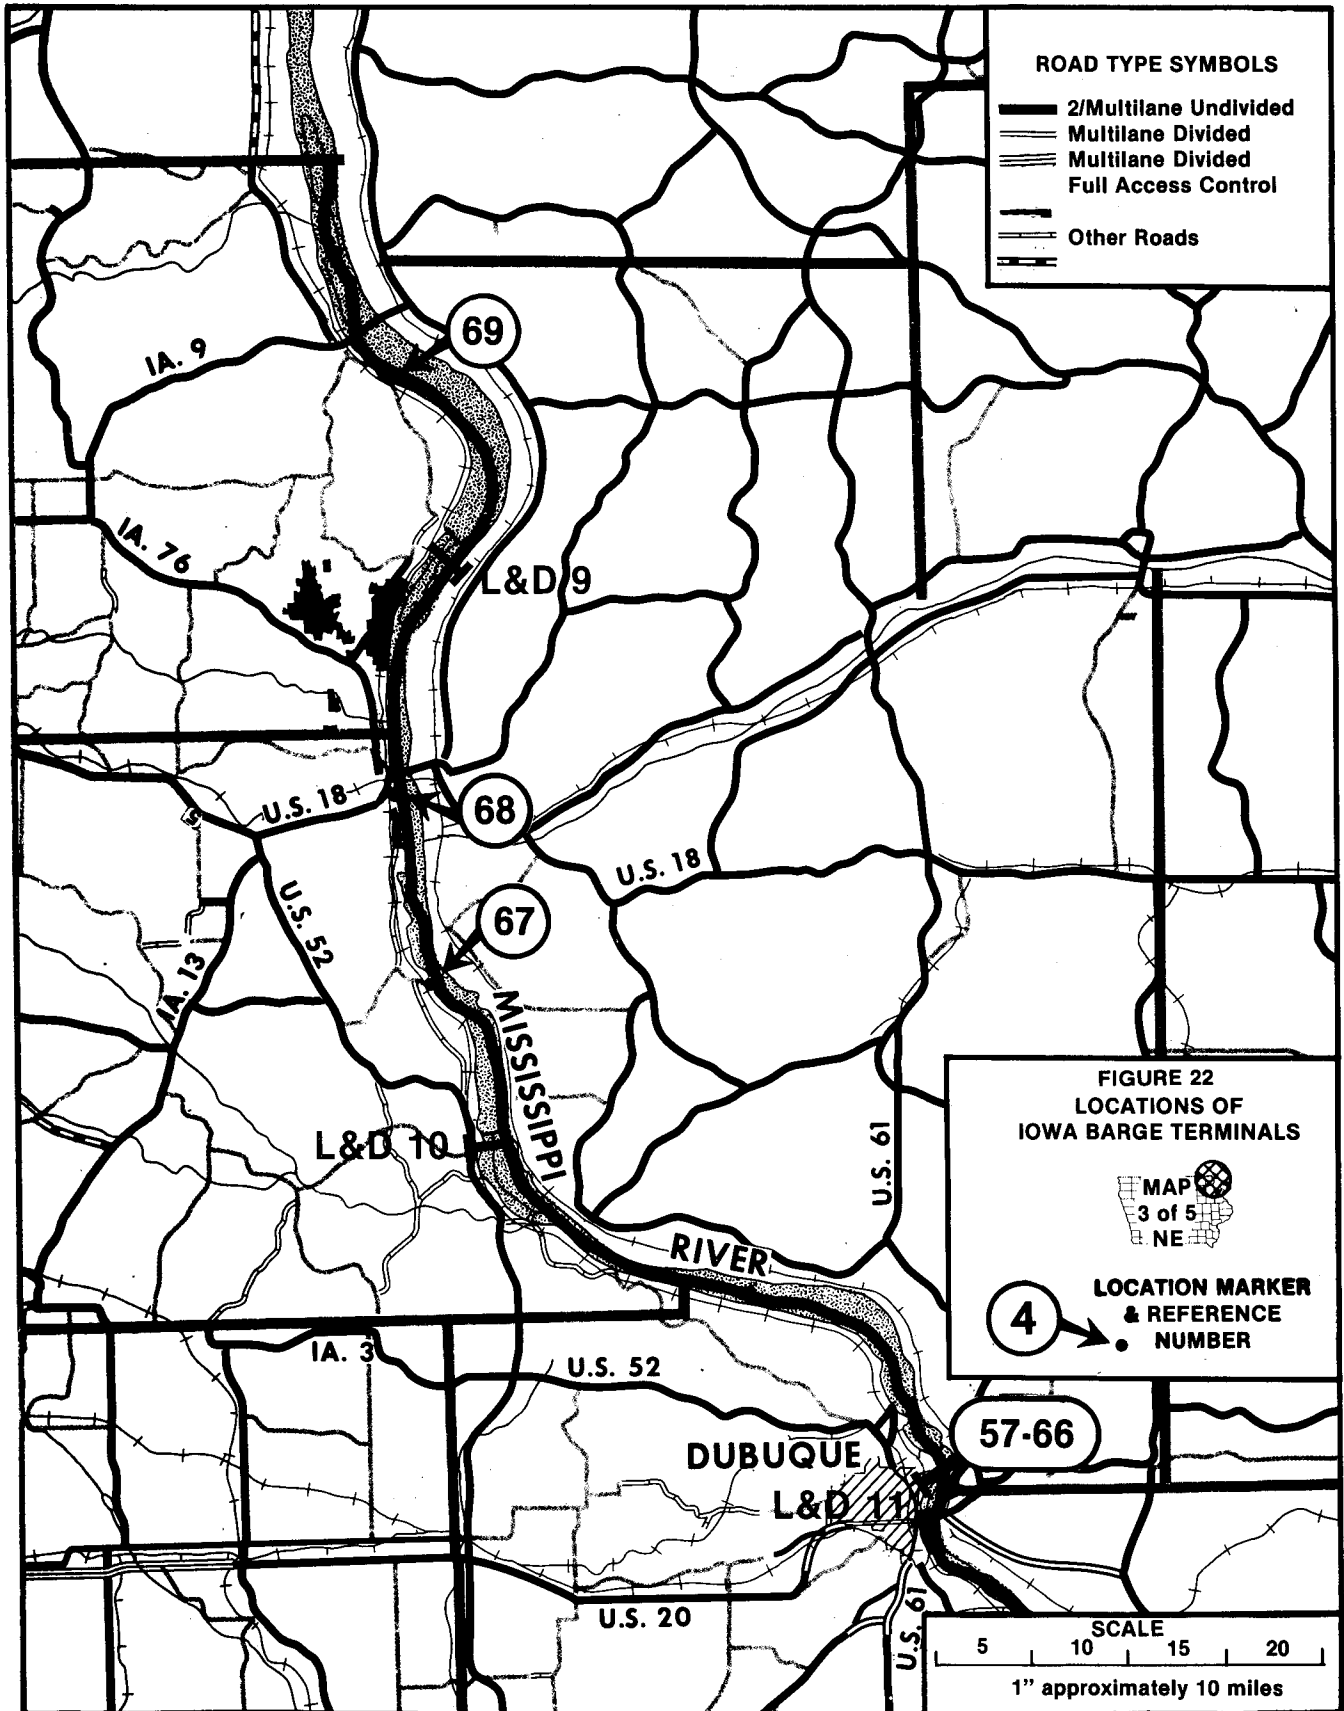 ROAD TYPE SYMBOLS
2/Multilane Undivided
Multilane Divided
Multilane Divided
Full Access Control
Other Roads
69
IA. 9
IA. 76
L&D 9
U.S. 18
68
U.S. 18
U.S. 52
67
IA. 13
MISSISSIPPI
L&D 10
U.S. 61
RIVER
FIGURE 22
LOCATIONS OF
IOWA BARGE TERMINALS
MAP
3 of 5
NE
LOCATION MARKER
& REFERENCE
NUMBER
4
IA. 3
U.S. 52
57-66
DUBUQUE
L&D 11
U.S. 20
U.S. 61
SCALE
5 10 15 20
1” approximately 10 miles